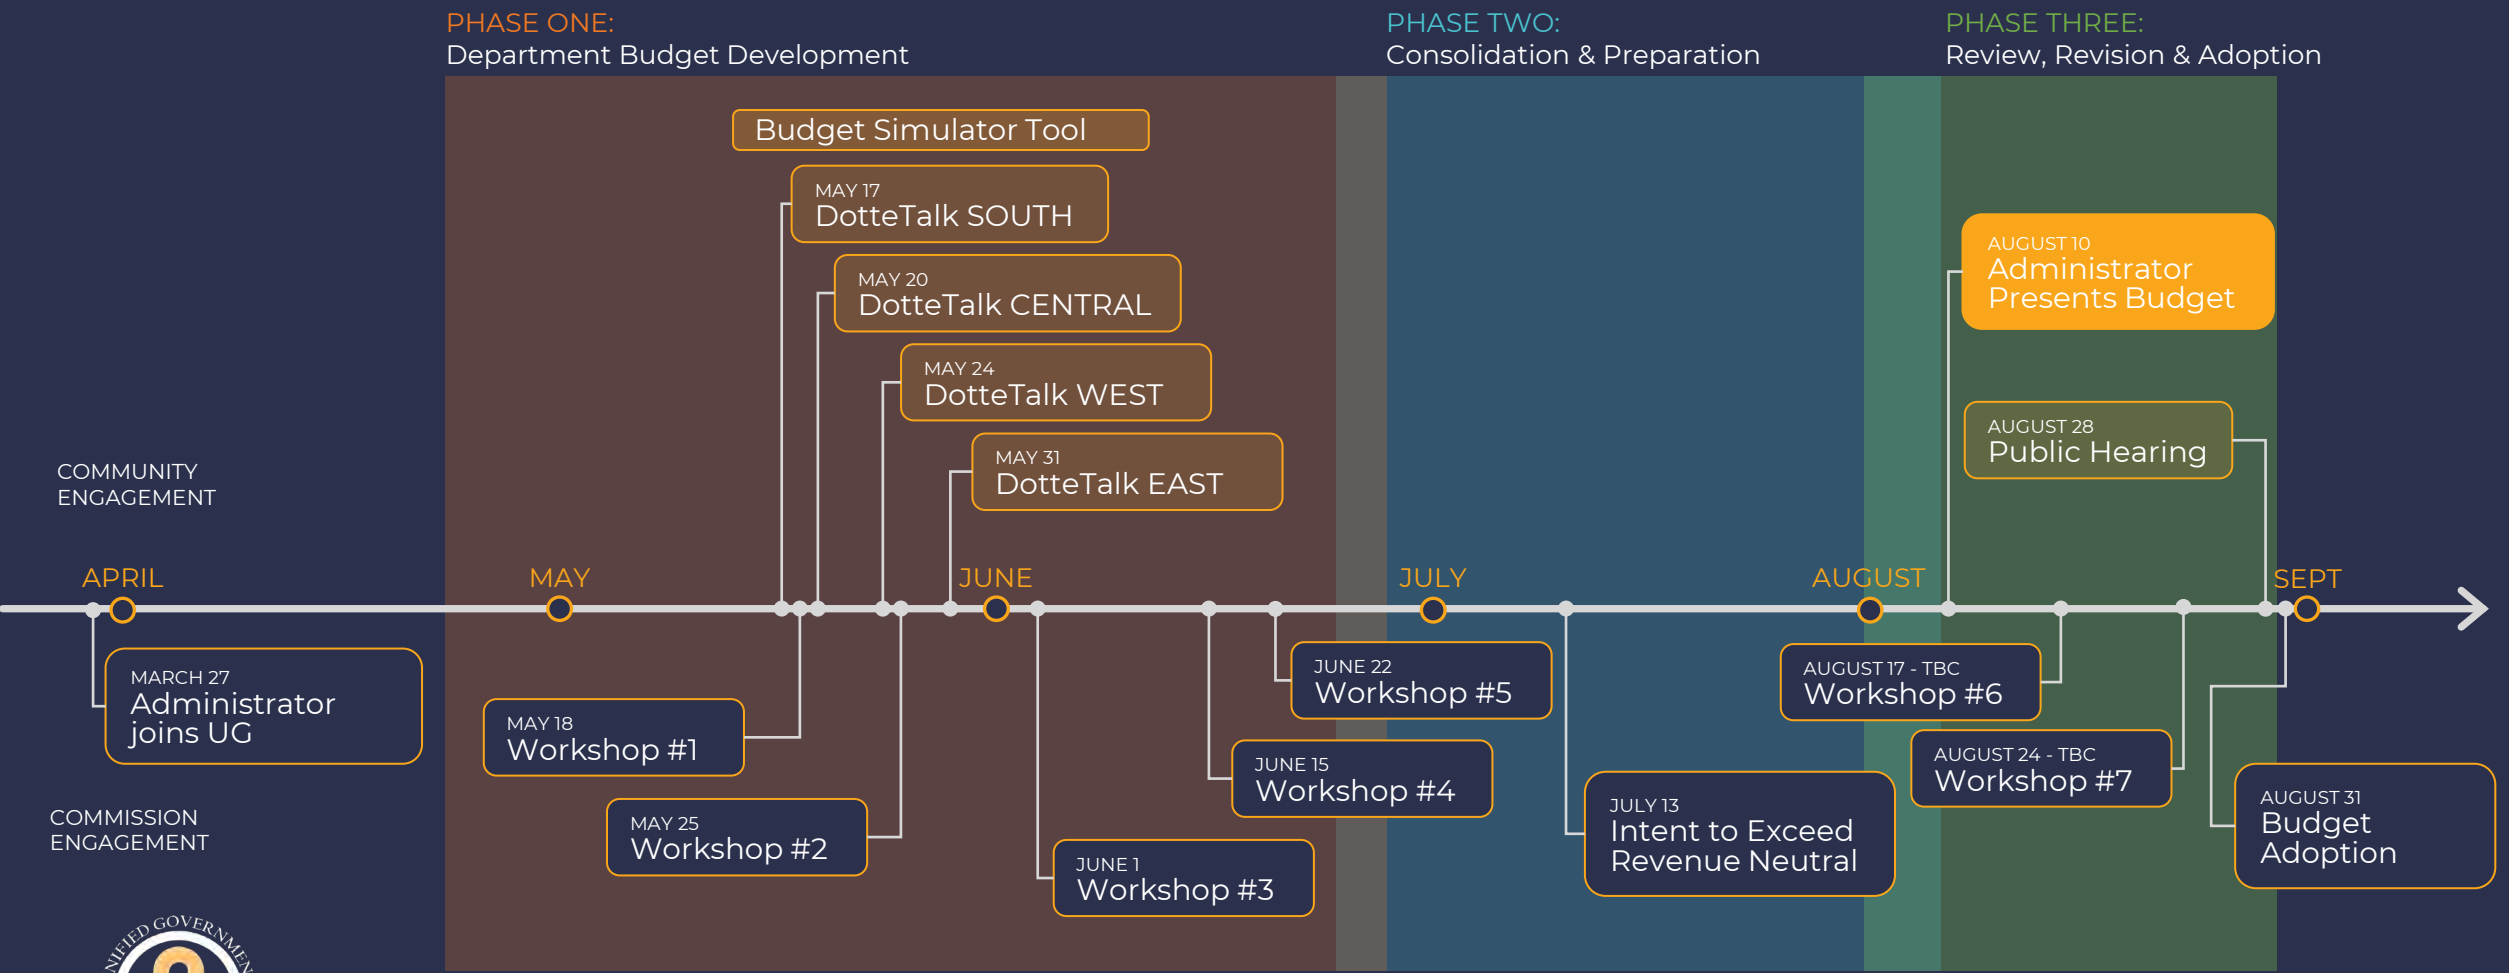 PHASE ONE:
Department Budget Development
PHASE TWO:
Consolidation & Preparation
PHASE THREE:
Review, Revision & Adoption
Budget Simulator Tool
MAY 17
DotteTalk SOUTH
MAY 20
DotteTalk CENTRAL
MAY 24
DotteTalk WEST
MAY 31
DotteTalk EAST
AUGUST 10
Administrator
Presents Budget
AUGUST 28
Public Hearing
COMMUNITY
ENGAGEMENT
APRIL
MAY
JUNE
JULY
AUGUST
SEPT
MARCH 27
Administrator
joins UG
MAY 18
Workshop #1
MAY 25
Workshop #2
JUNE 1
Workshop #3
JUNE 15
Workshop #4
JUNE 22
Workshop #5
JULY 13
Intent to Exceed
Revenue Neutral
AUGUST 17 - TBC
Workshop #6
AUGUST 24 - TBC
Workshop #7
AUGUST 31
Budget
Adoption
COMMISSION
ENGAGEMENT
NIFIED GOVERNMEN